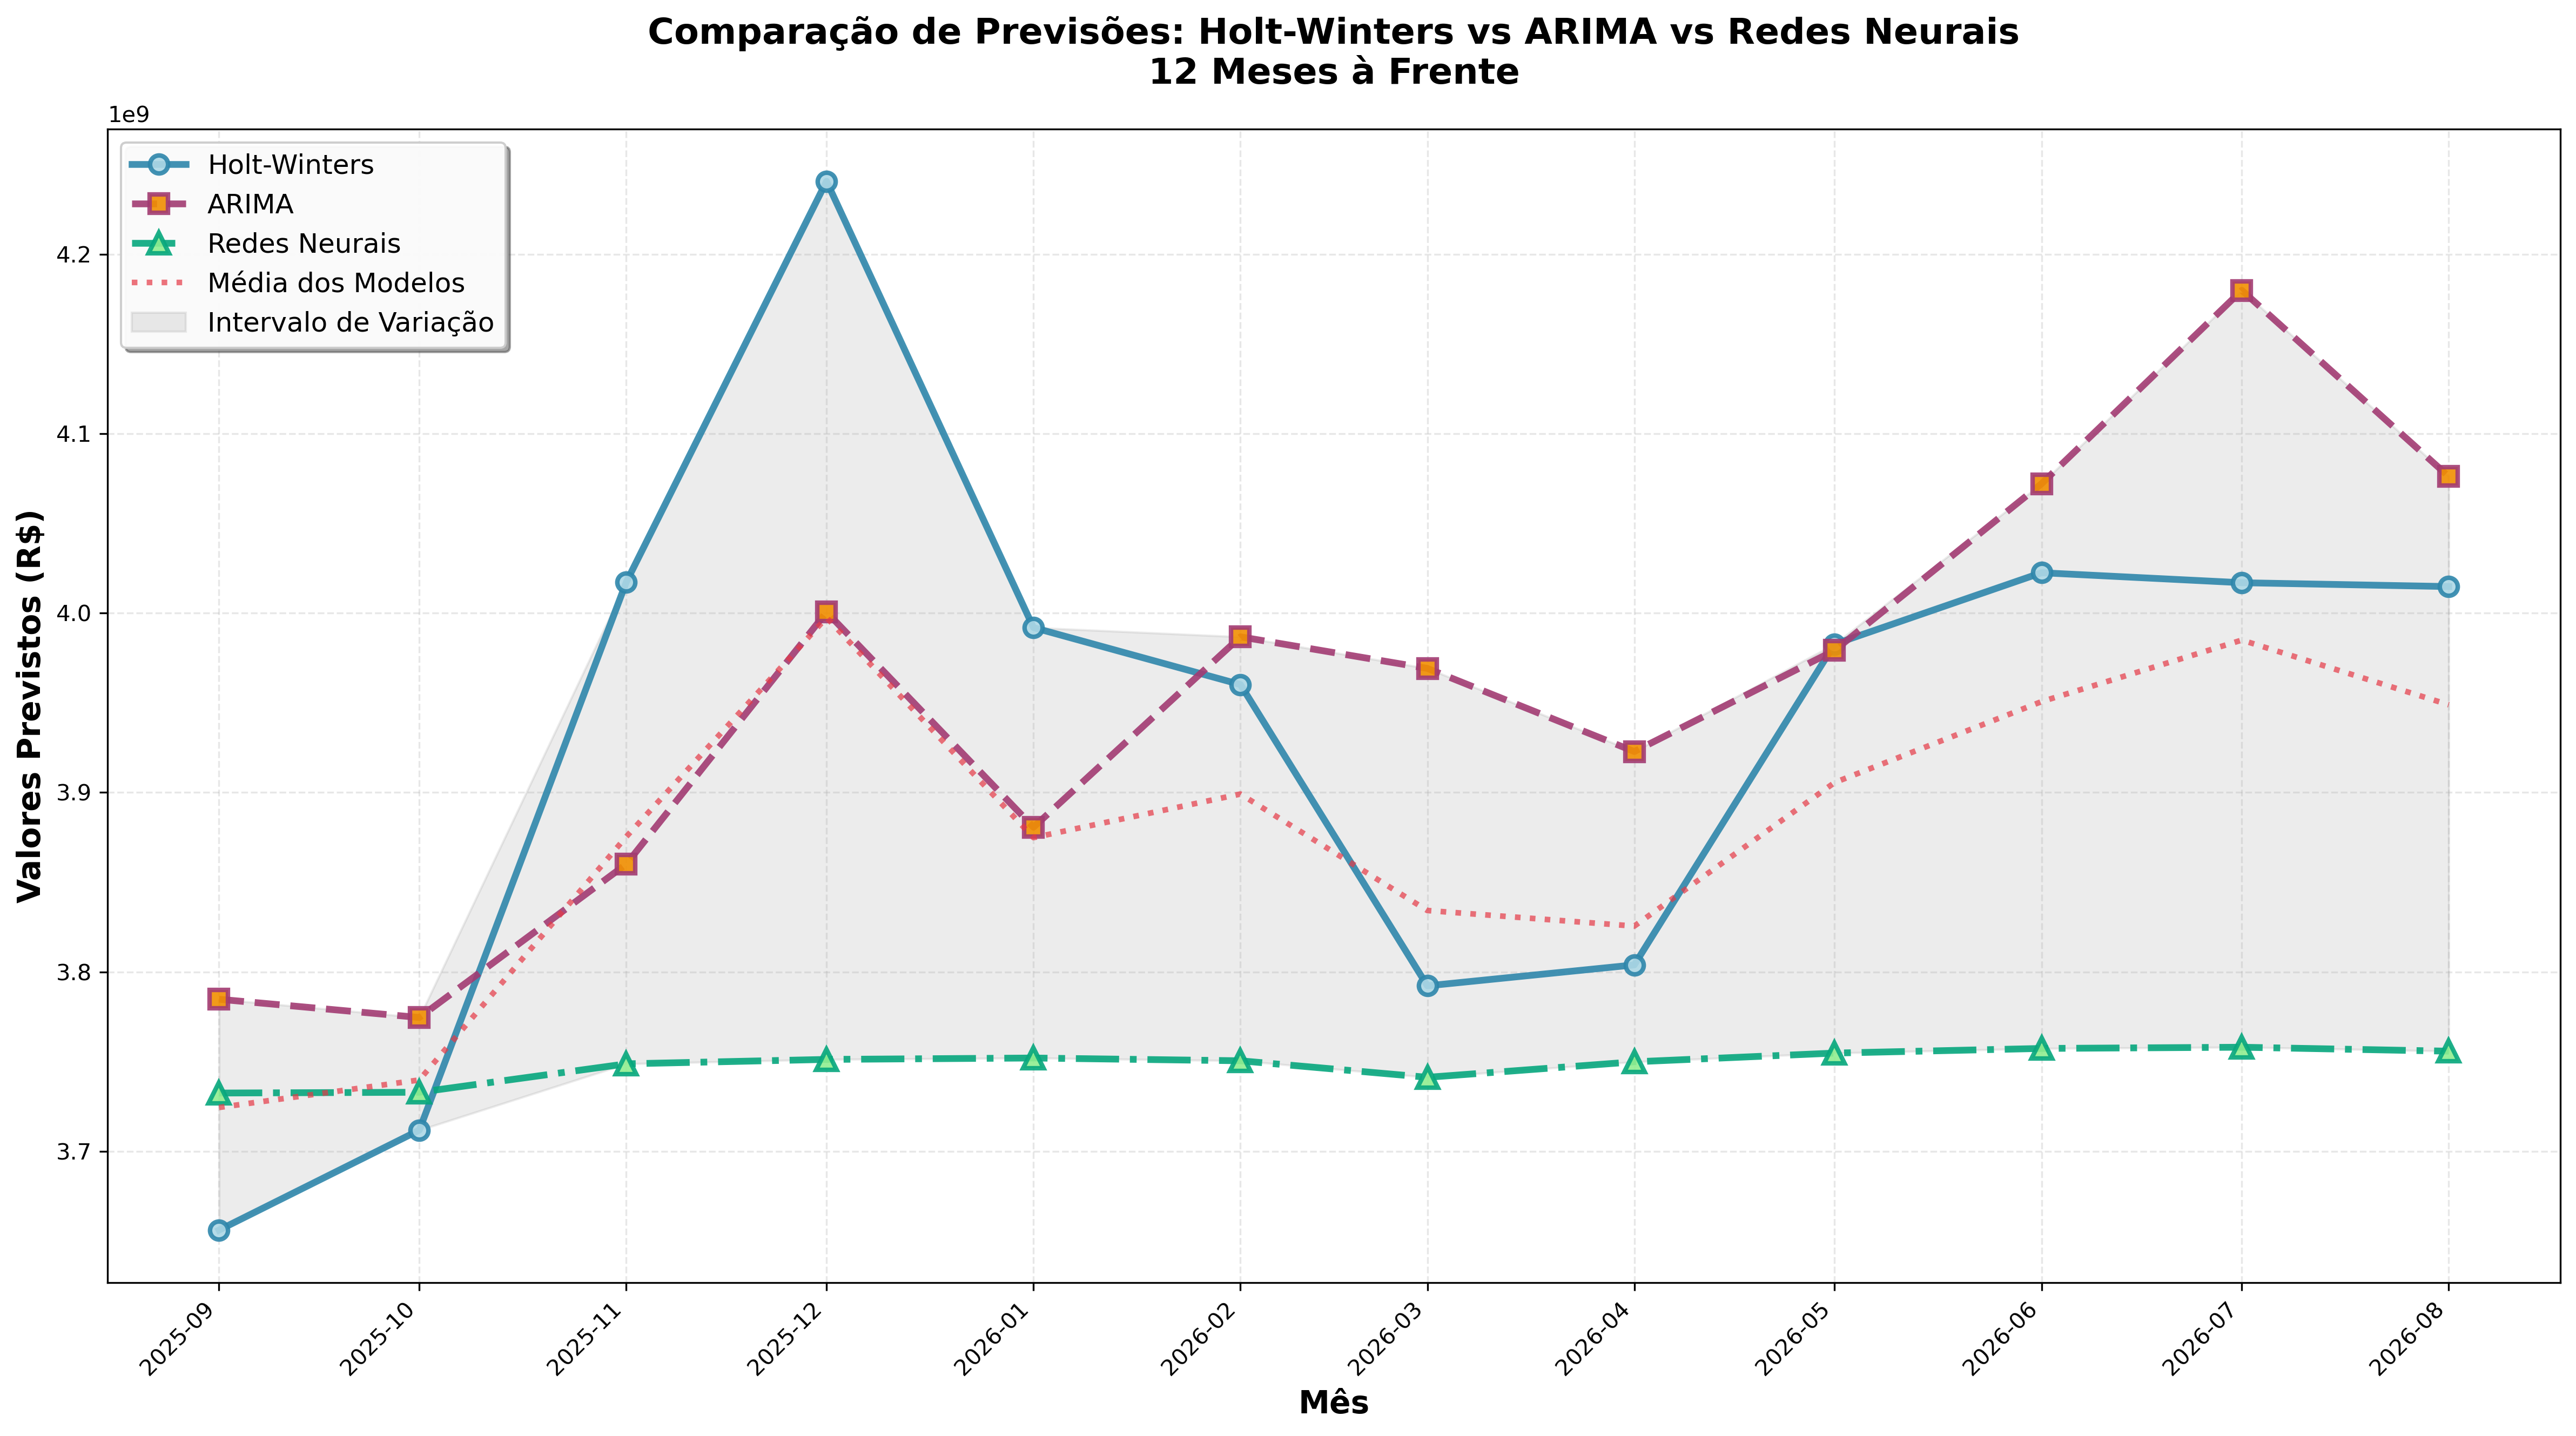 Comparação de Previsões: Holt-Winters vs ARIMA vs Redes Neurais
12 Meses à Frente
1e9
Holt-Winters
ARIMA
Redes Neurais
Média dos Modelos
Intervalo de Variação
4.2
4.1
4.0
3.9
3.8
3.7
Valores Previstos (R$)
2025-09
2025-10
2025-11
2025-12
2026-01
2026-02
2026-03
2026-04
2026-05
2026-06
2026-07
2026-08
Mês